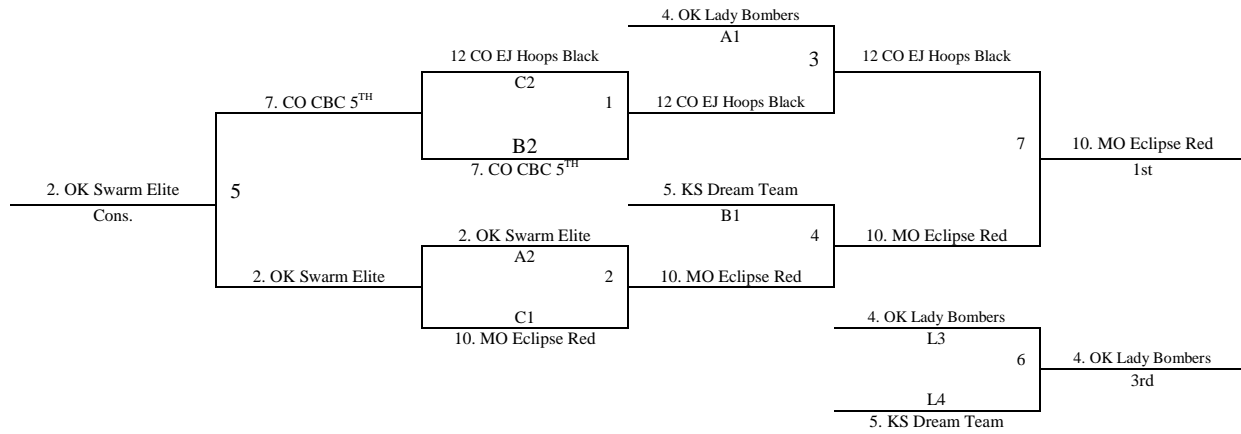 4. OK Lady Bombers
A1
3
12 CO EJ Hoops Black
12 CO EJ Hoops Black
C2
1
7. CO CBC 5TH
12 CO EJ Hoops Black
B2
7. CO CBC 5TH
7
10. MO Eclipse Red
1st
2. OK Swarm Elite
Cons.
5
5. KS Dream Team
B1
4
2. OK Swarm Elite
A2
10. MO Eclipse Red
2. OK Swarm Elite
2
10. MO Eclipse Red
C1
10. MO Eclipse Red
4. OK Lady Bombers
L3
6
4. OK Lady Bombers
3rd
L4
5. KS Dream Team